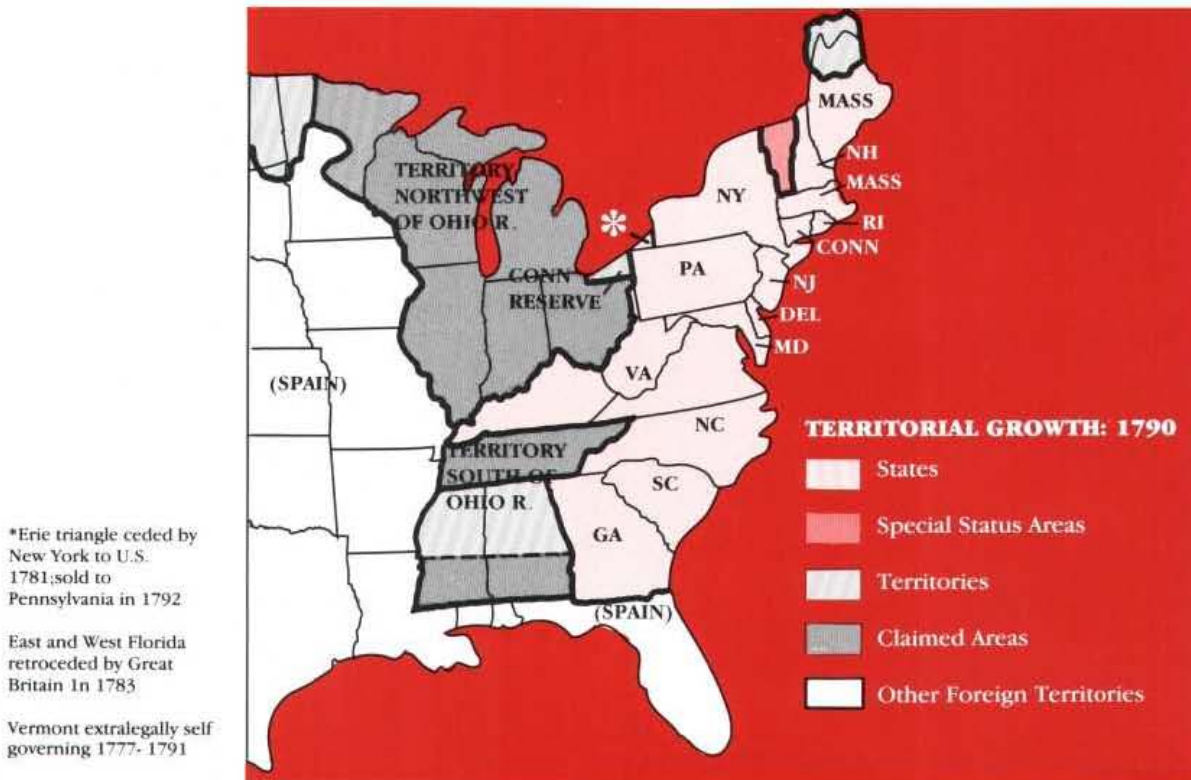 MASS
NH
MASS
RI
CONN
NJ
DEL
MD
NY
PA
VA
NC
SC
GA
(SPAIN)
(SPAIN)
TERRITORY
NORTHWEST
OF OHIO R.
*
CONN
RESERVE
TERRITORY
SOUTH OF
OHIO R.
TERRITORIAL GROWTH: 1790
States
Special Status Areas
Territories
Claimed Areas
Other Foreign Territories
*Erie triangle ceded by
New York to U.S.
1781;sold to
Pennsylvania in 1792
East and West Florida
retroceded by Great
Britain 1n 1783
Vermont extralegally self
governing 1777- 1791